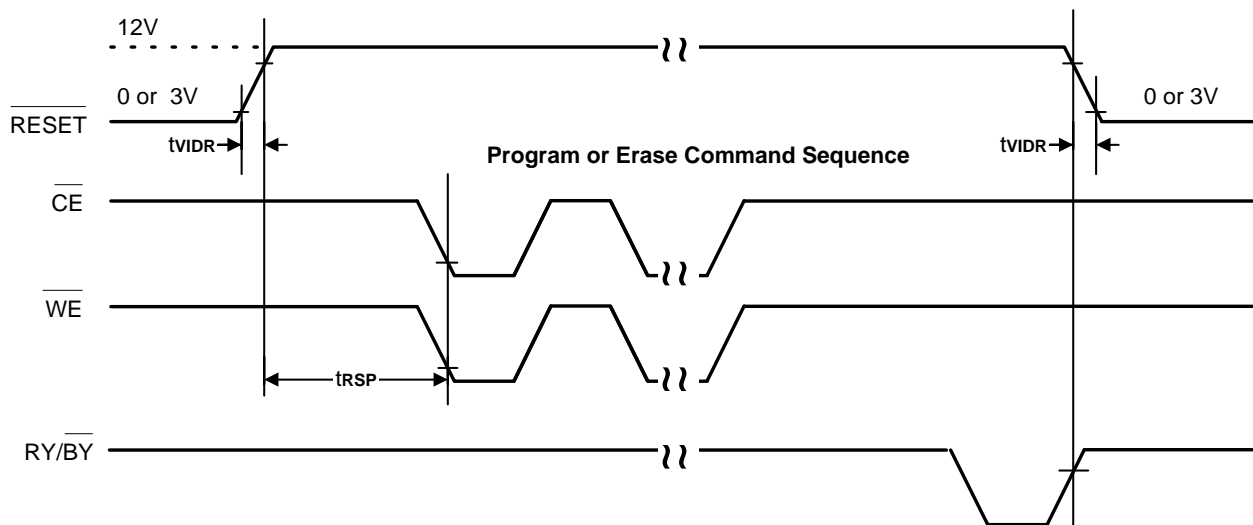 12V
0 or 3V
0 or 3V
RESET
tVIDR
tVIDR
Program or Erase Command Sequence
CE
WE
tRSP
RY/BY